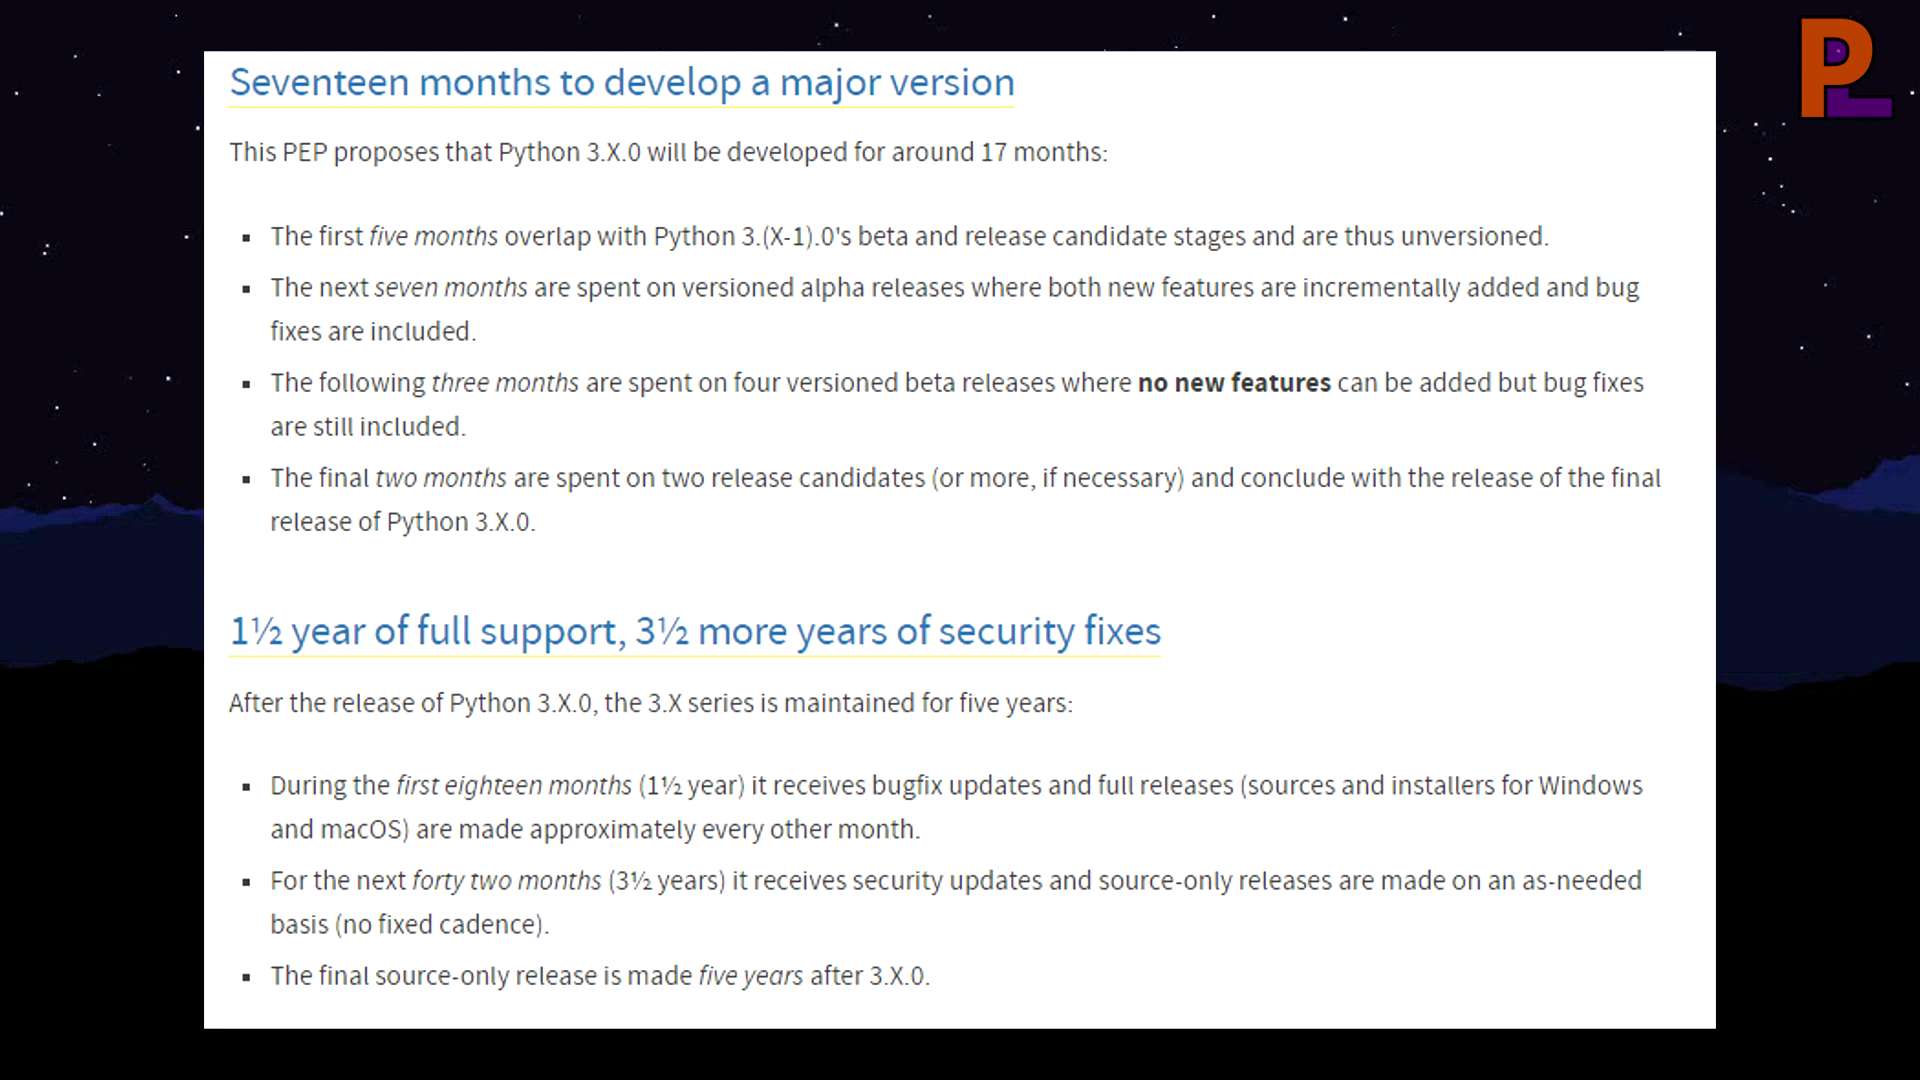 PL
Seventeen months to develop a major version
This PEP proposes that Python 3.X.0 will be developed for around 17 months:
▪ The first five months overlap with Python 3.(X-1).0's beta and release candidate stages and are thus unversioned.
▪ The next seven months are spent on versioned alpha releases where both new features are incrementally added and bug
fixes are included.
▪ The following three months are spent on four versioned beta releases where no new features can be added but bug fixes
are still included.
▪ The final two months are spent on two release candidates (or more, if necessary) and conclude with the release of the final
release of Python 3.X.0.
1½ year of full support, 3½ more years of security fixes
After the release of Python 3.X.0, the 3.X series is maintained for five years:
▪ During the first eighteen months (1½ year) it receives bugfix updates and full releases (sources and installers for Windows
and macOS) are made approximately every other month.
▪ For the next forty two months (3½ years) it receives security updates and source-only releases are made on an as-needed
basis (no fixed cadence).
▪ The final source-only release is made five years after 3.X.0.